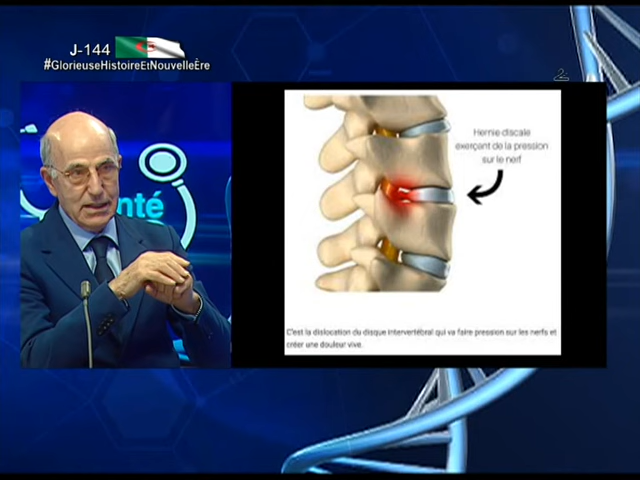 J-144
#GlorieuseHistoireEtNouvelleÈre
nté
Hernie discale
exerçant de la pression
sur le nerf
C'est la dislocation du disque intervertébral qui va faire pression sur les nerfs et
créer une douleur vive.